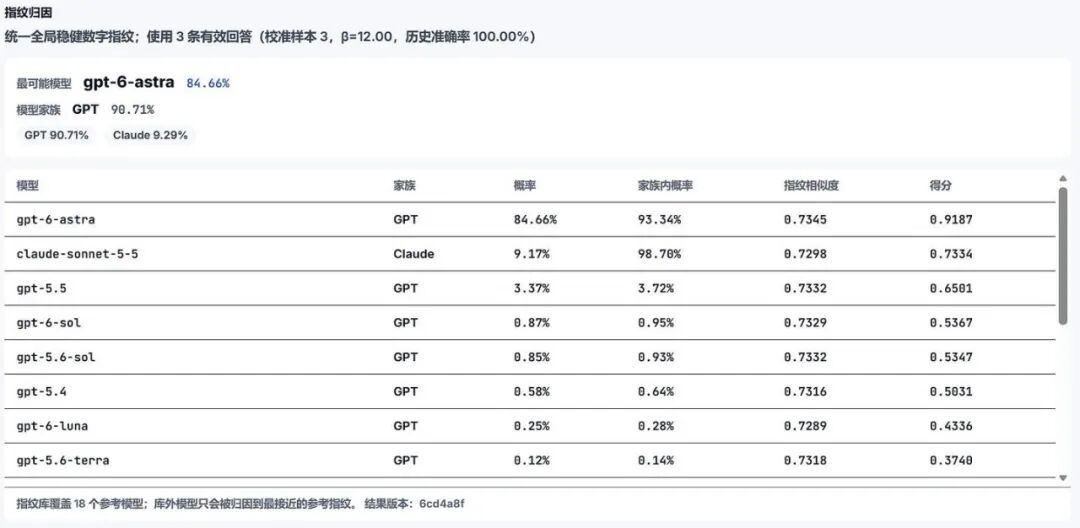 指纹归因
统一全局稳健数字指纹；使用 3 条有效回答（校准样本 3，β=12.00，历史准确率 100.00%）
最可能模型 gpt-6-astra 84.66%
模型家族 GPT 90.71%
GPT 90.71% Claude 9.29%
模型 家族 概率 家族内概率 指纹相似度 得分
gpt-6-astra GPT 84.66% 93.34% 0.7345 0.9187
claude-sonnet-5-5 Claude 9.17% 98.70% 0.7298 0.7334
gpt-5.5 GPT 3.37% 3.72% 0.7332 0.6501
gpt-6-sol GPT 0.87% 0.95% 0.7329 0.5367
gpt-5.6-sol GPT 0.85% 0.93% 0.7332 0.5347
gpt-5.4 GPT 0.58% 0.64% 0.7316 0.5031
gpt-6-luna GPT 0.25% 0.28% 0.7289 0.4336
gpt-5.6-terra GPT 0.12% 0.14% 0.7318 0.3740
指纹库覆盖 18 个参考模型；库外模型只会被归因到最接近的参考指纹。 结果版本：6cd4a8f